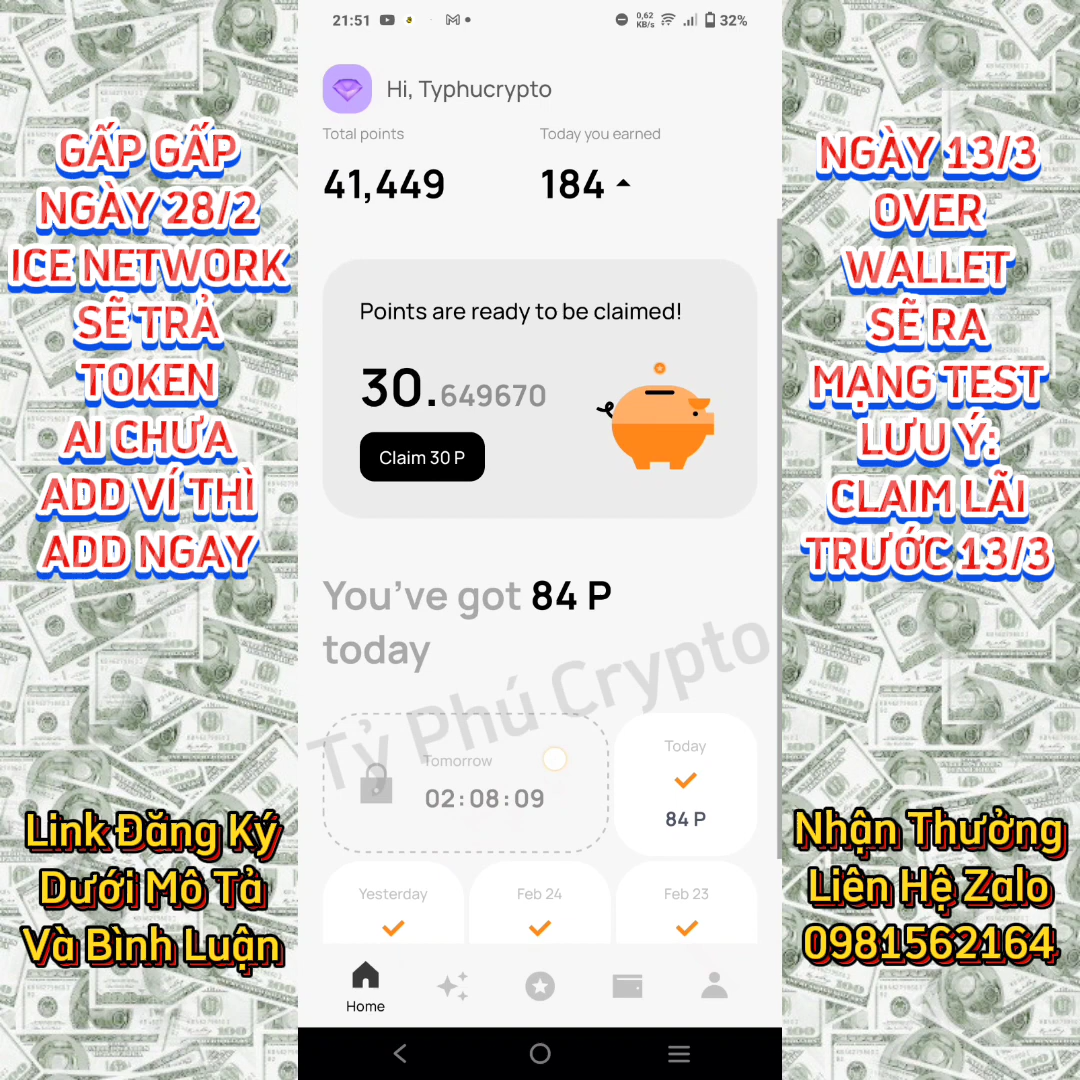 GẤP GẤP
NGÀY 28/2
ICE NETWORK
SẼ TRẢ
TOKEN
AI CHƯA
ADD VÍ THÌ
ADD NGAY
Link Đăng Ký
Dưới Mô Tả
Và Bình Luận
21:51
0,62
KB/s
32%
Hi, Typhucrypto
Total points
Today you earned
41,449
184
Points are ready to be claimed!
30.649670
Claim 30 P
You've got 84 P
today
Tỷ Phú Crypto
Tomorrow
02:08:09
Today
84 P
Yesterday
Feb 24
Feb 23
Home
NGÀY 13/3
OVER
WALLET
SẼ RA
MẠNG TEST
LƯU Ý:
CLAIM LÃI
TRƯỚC 13/3
Nhận Thưởng
Liên Hệ Zalo
0981562164